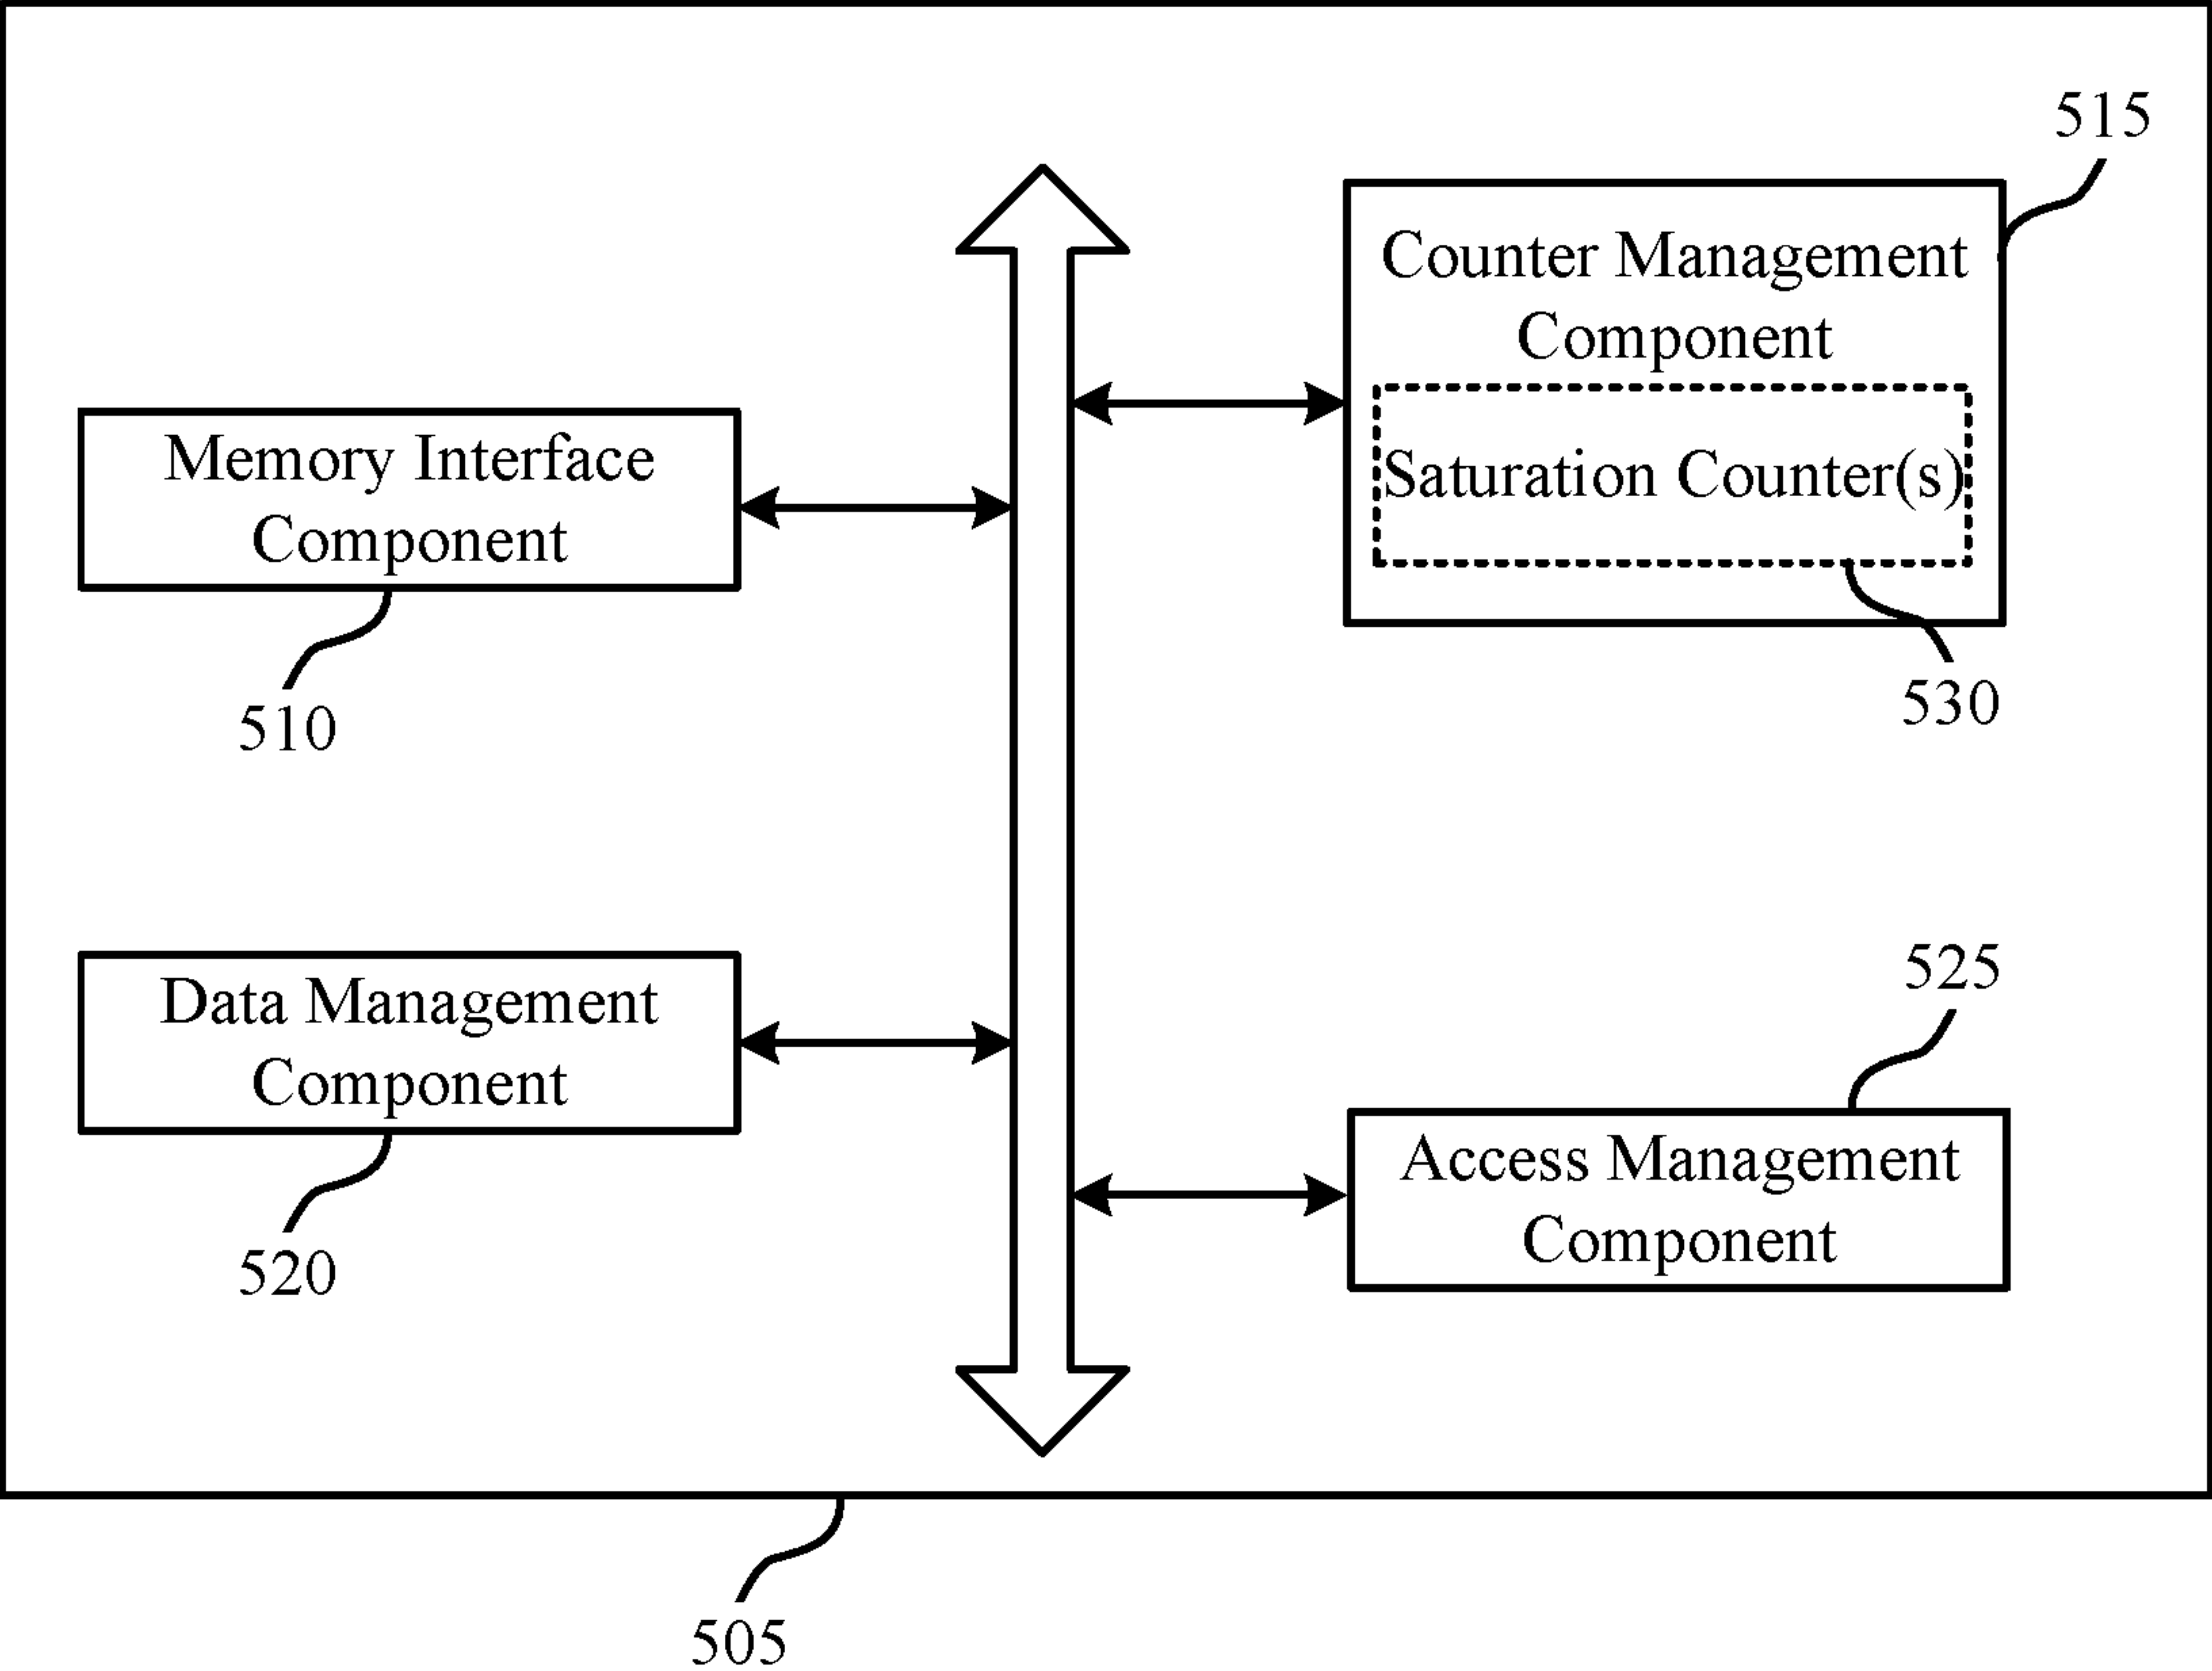 515
Counter Management
Component
Saturation Counter(s)
530
Memory Interface
Component
510
Data Management
Component
520
525
Access Management
Component
505